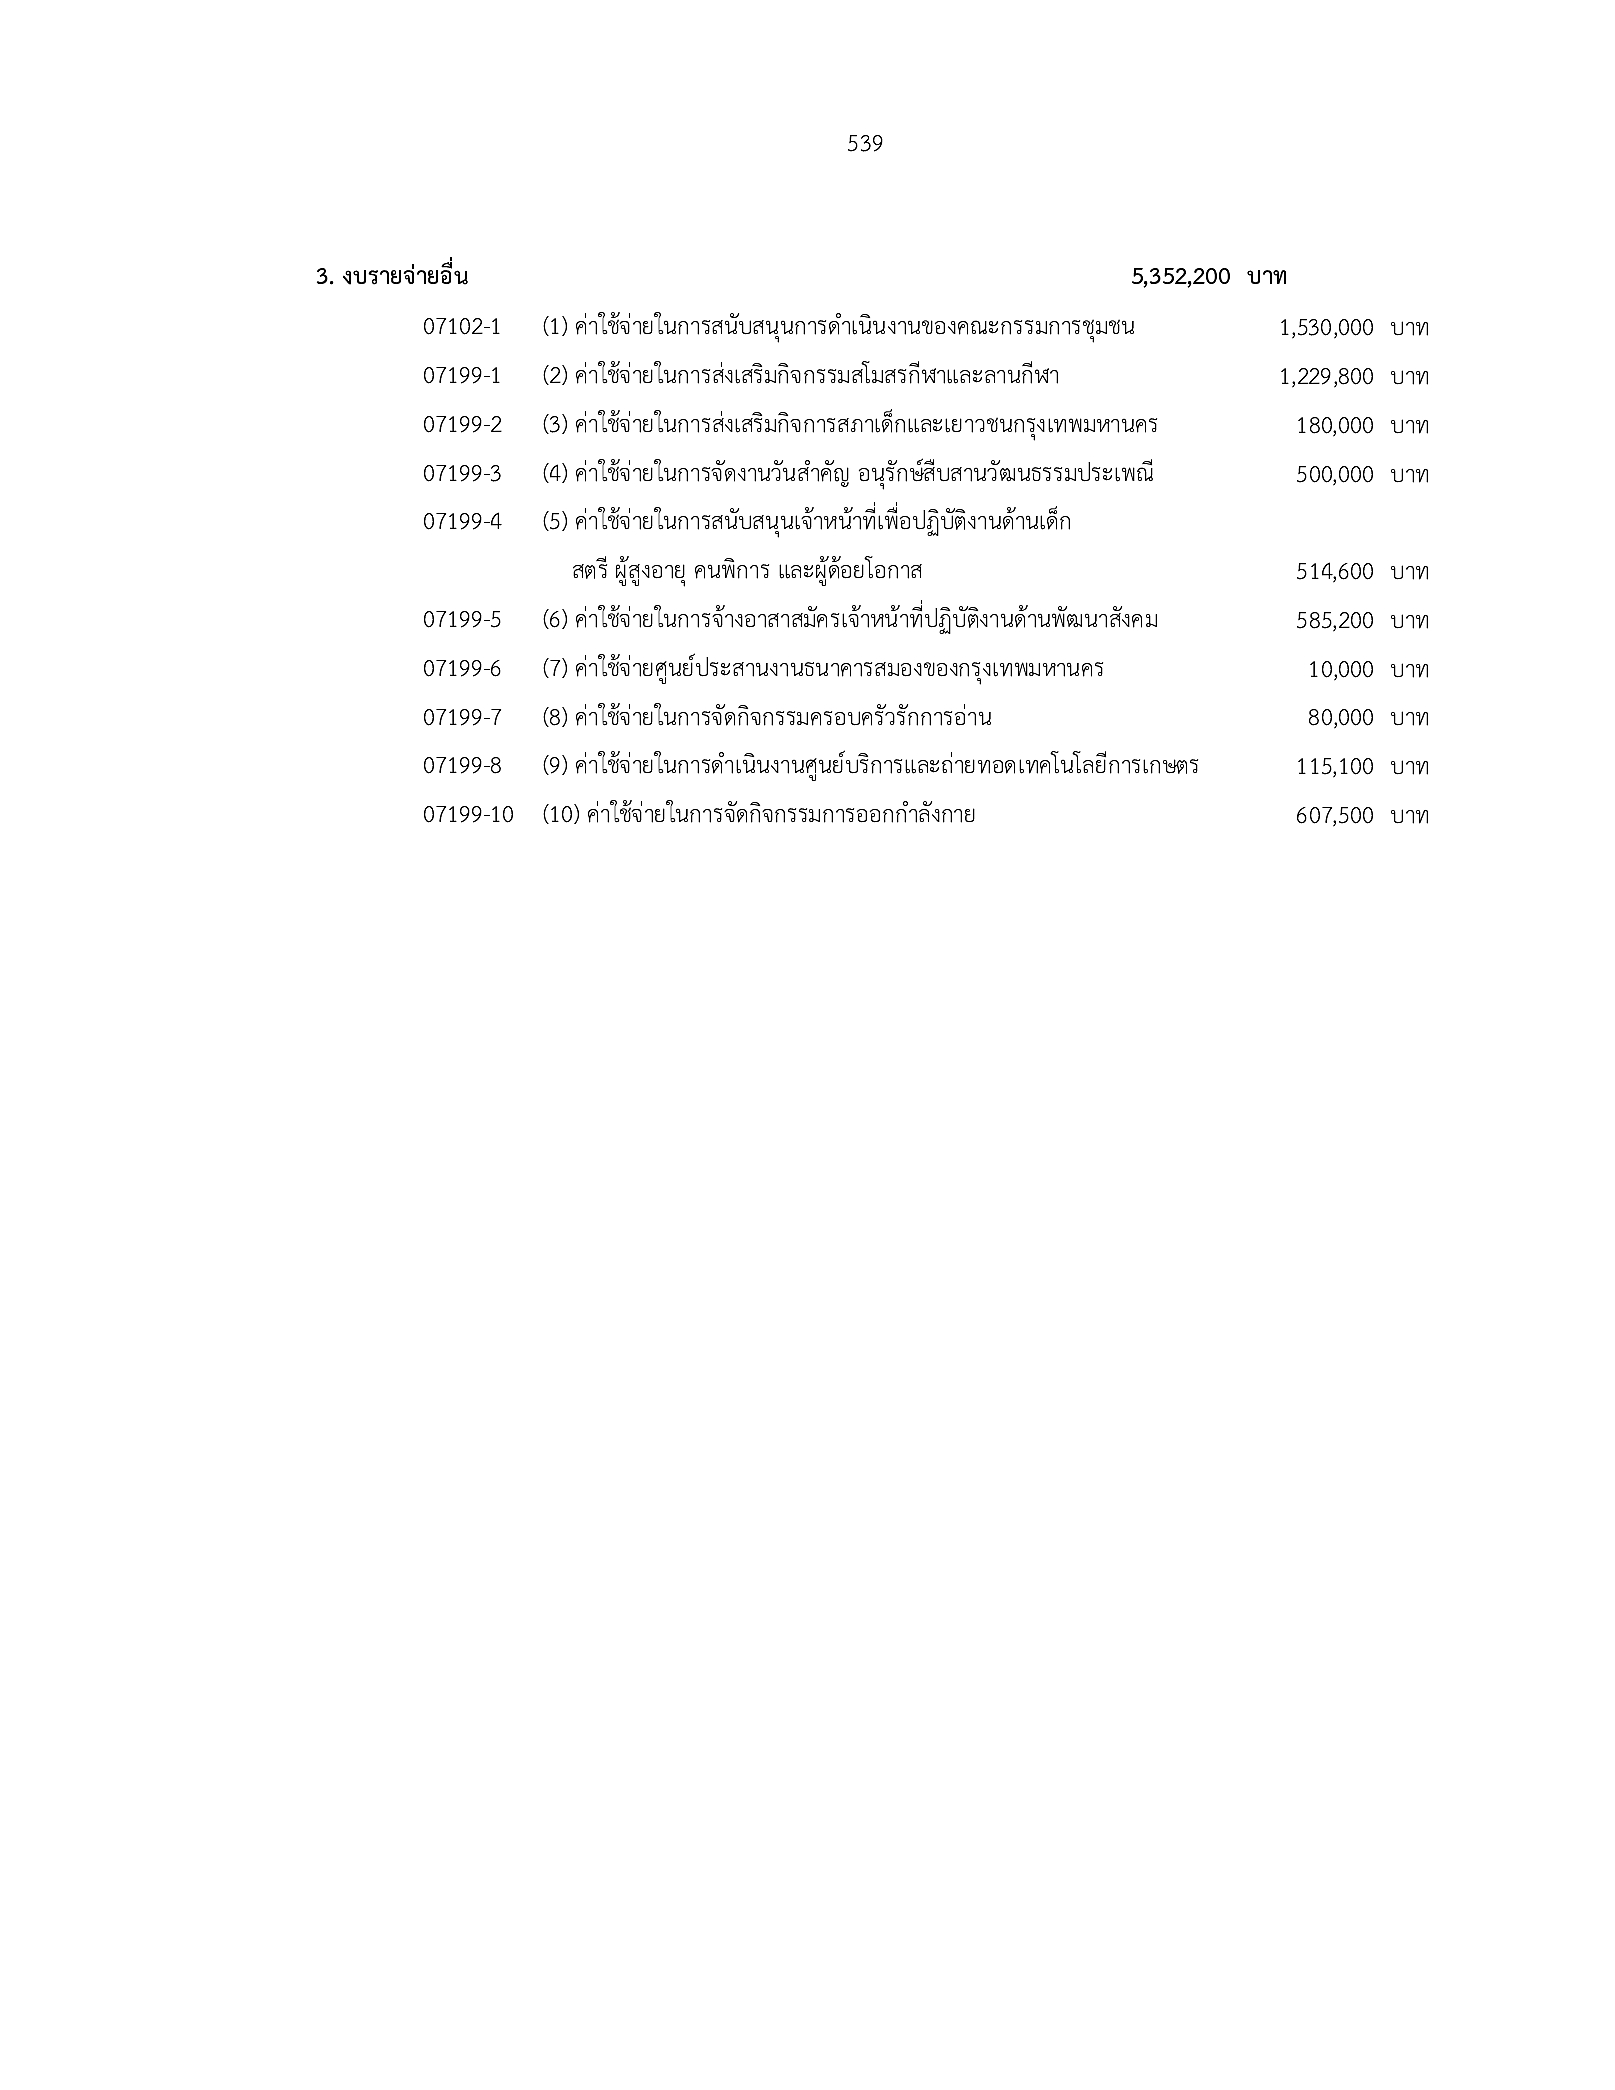 539
3. งบรายจ่ายอื่น 5,352,200 บาท
07102-1 (1) ค่าใช้จ่ายในการสนับสนุนการดำเนินงานของคณะกรรมการชุมชน 1,530,000 บาท
07199-1 (2) ค่าใช้จ่ายในการส่งเสริมกิจกรรมสโมสรกีฬาและลานกีฬา 1,229,800 บาท
07199-2 (3) ค่าใช้จ่ายในการส่งเสริมกิจการสภาเด็กและเยาวชนกรุงเทพมหานคร 180,000 บาท
07199-3 (4) ค่าใช้จ่ายในการจัดงานวันสำคัญ อนุรักษ์สืบสานวัฒนธรรมประเพณี 500,000 บาท
07199-4 (5) ค่าใช้จ่ายในการสนับสนุนเจ้าหน้าที่เพื่อปฏิบัติงานด้านเด็ก
สตรี ผู้สูงอายุ คนพิการ และผู้ด้อยโอกาส 514,600 บาท
07199-5 (6) ค่าใช้จ่ายในการจ้างอาสาสมัครเจ้าหน้าที่ปฏิบัติงานด้านพัฒนาสังคม 585,200 บาท
07199-6 (7) ค่าใช้จ่ายศูนย์ประสานงานธนาคารสมองของกรุงเทพมหานคร 10,000 บาท
07199-7 (8) ค่าใช้จ่ายในการจัดกิจกรรมครอบครัวรักการอ่าน 80,000 บาท
07199-8 (9) ค่าใช้จ่ายในการดำเนินงานศูนย์บริการและถ่ายทอดเทคโนโลยีการเกษตร 115,100 บาท
07199-10 (10) ค่าใช้จ่ายในการจัดกิจกรรมการออกกำลังกาย 607,500 บาท